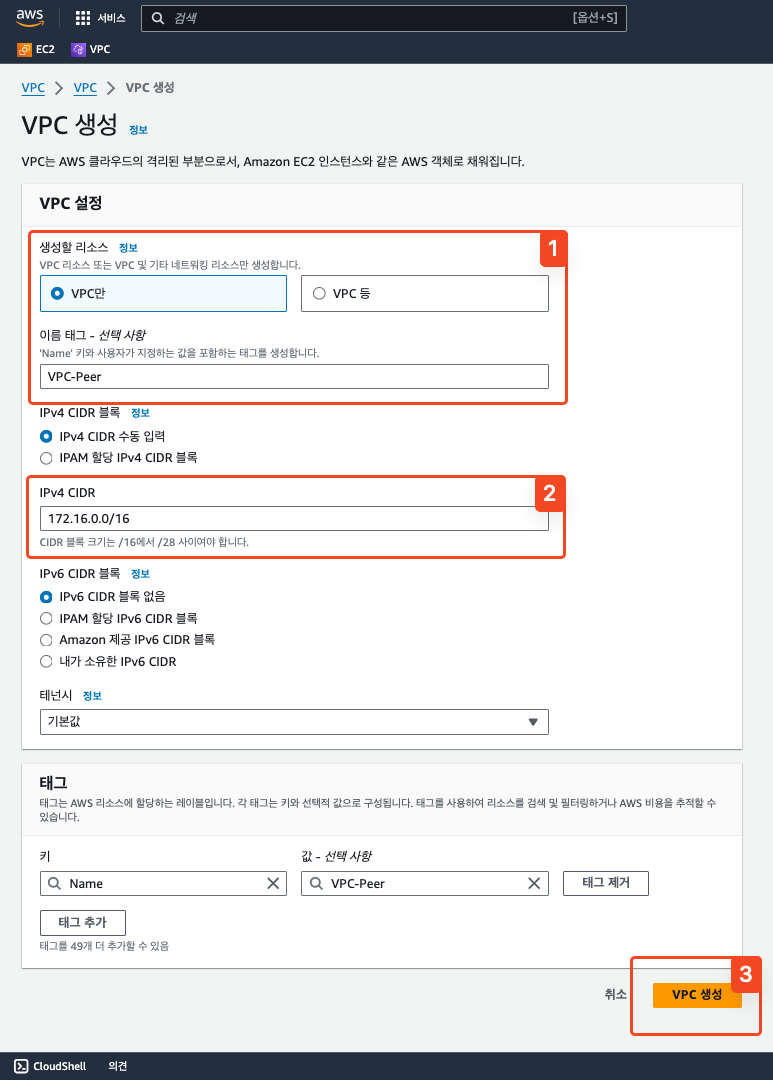 aws
서비스
검색
[옵션+S]
EC2
VPC
VPC > VPC > VPC 생성
VPC 생성 정보
VPC는 AWS 클라우드의 격리된 부분으로서, Amazon EC2 인스턴스와 같은 AWS 객체로 채워집니다.
VPC 설정
1
생성할 리소스 정보
VPC 리소스 또는 VPC 및 기타 네트워킹 리소스만 생성합니다.
VPC만
VPC 등
이름 태그 - 선택 사항
'Name' 키와 사용자가 지정하는 값을 포함하는 태그를 생성합니다.
VPC-Peer
IPv4 CIDR 블록 정보
IPv4 CIDR 수동 입력
IPAM 할당 IPv4 CIDR 블록
2
IPv4 CIDR
172.16.0.0/16
CIDR 블록 크기는 /16에서 /28 사이여야 합니다.
IPv6 CIDR 블록 정보
IPv6 CIDR 블록 없음
IPAM 할당 IPv6 CIDR 블록
Amazon 제공 IPv6 CIDR 블록
내가 소유한 IPv6 CIDR
테넌시 정보
기본값
태그
태그는 AWS 리소스에 할당하는 레이블입니다. 각 태그는 키와 선택적 값으로 구성됩니다. 태그를 사용하여 리소스를 검색 및 필터링하거나 AWS 비용을 추적할 수
있습니다.
키
값 - 선택 사항
Name
VPC-Peer
태그 제거
태그 추가
태그를 49개 더 추가할 수 있음
3
취소
VPC 생성
CloudShell
의견